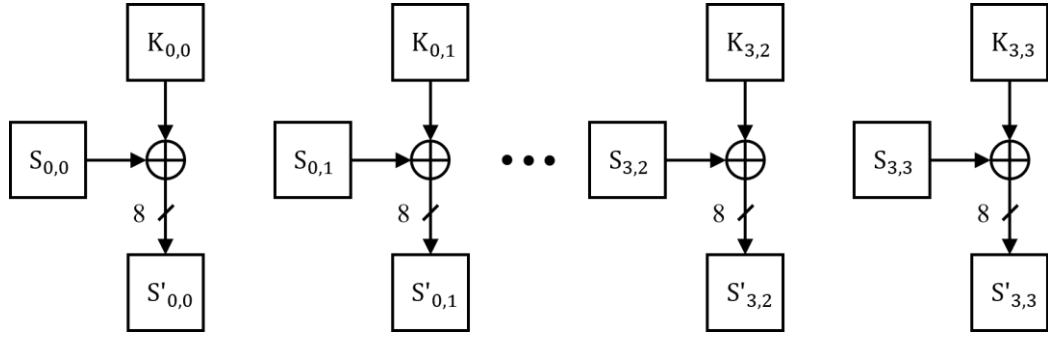 K0,0 K0,1 K3,2 K3,3
S0,0 S0,1 ••• S3,2 S3,3
8 8 8 8
S'0,0 S'0,1 S'3,2 S'3,3